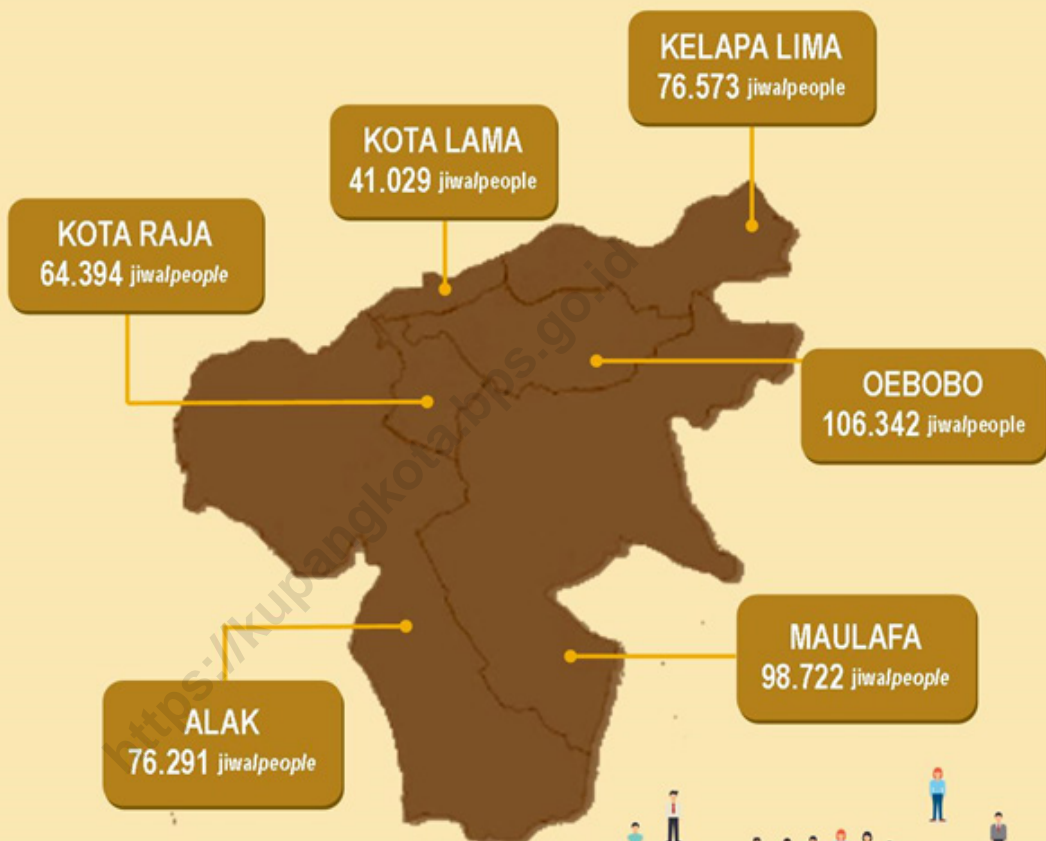 KELAPA LIMA
76.573 jiwa/people
KOTA LAMA
41.029 jiwa/people
KOTA RAJA
64.394 jiwa/people
OEBOBO
106.342 jiwa/people
MAULAFA
98.722 jiwa/people
ALAK
76.291 jiwa/people
https://kupangkota.bps.go.id